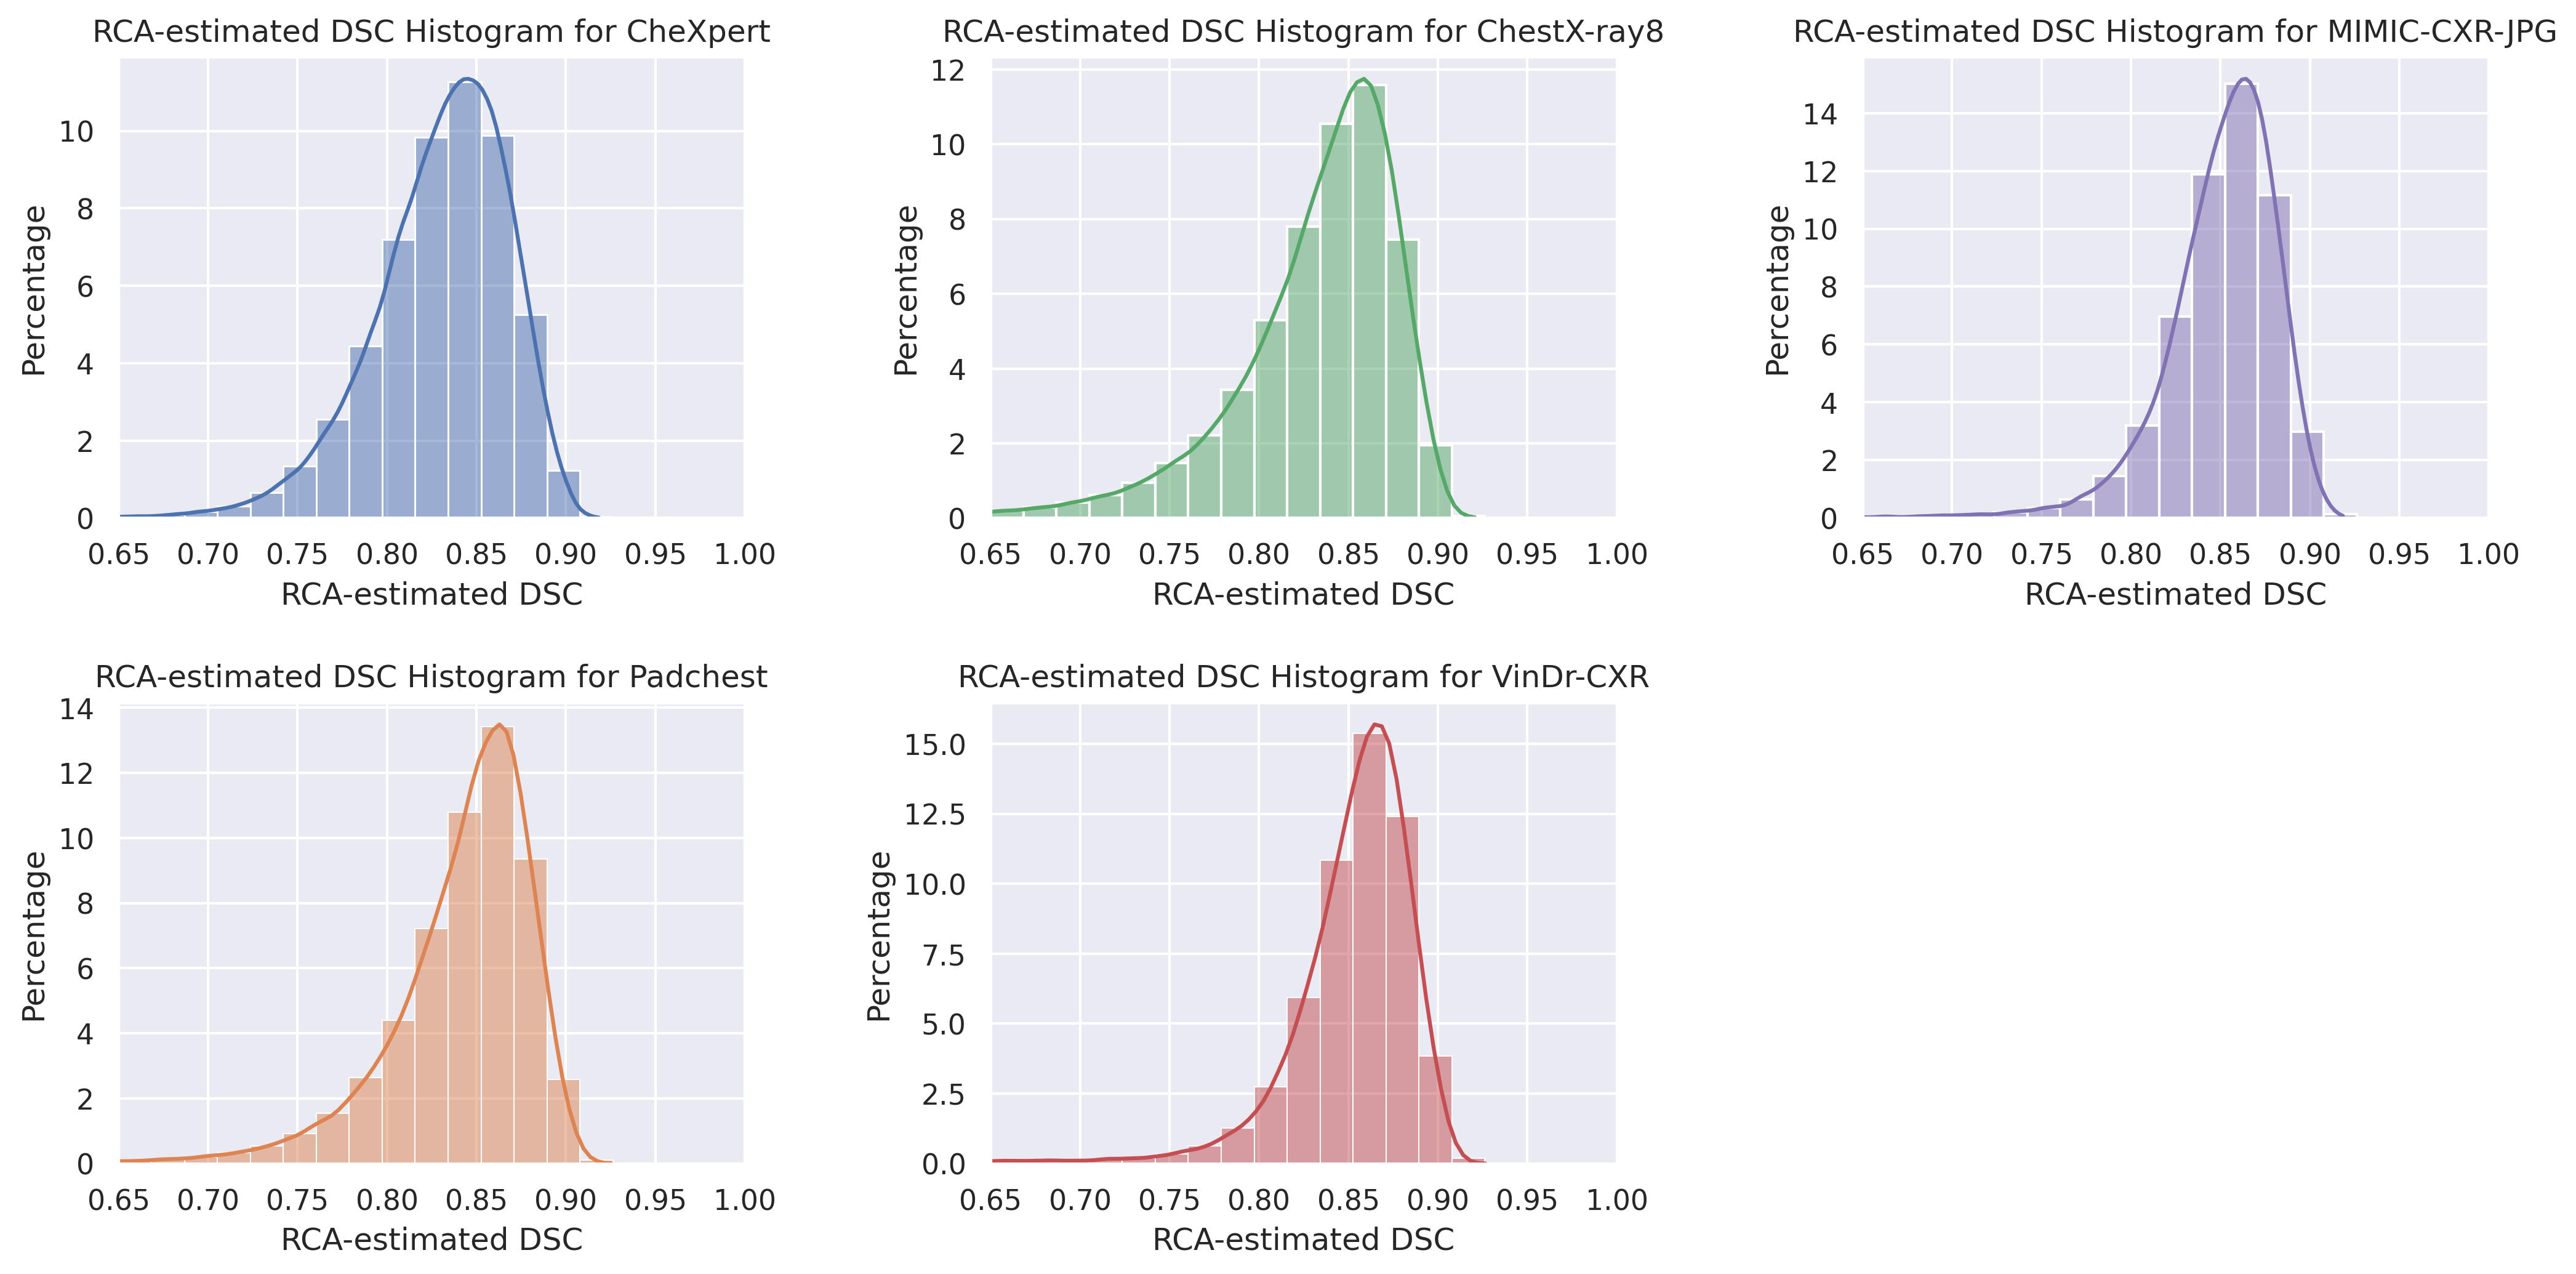 RCA-estimated DSC Histogram for CheXpert
Percentage
10
8
6
4
2
0
0.65 0.70 0.75 0.80 0.85 0.90 0.95 1.00
RCA-estimated DSC
RCA-estimated DSC Histogram for ChestX-ray8
Percentage
12
10
8
6
4
2
0
0.65 0.70 0.75 0.80 0.85 0.90 0.95 1.00
RCA-estimated DSC
RCA-estimated DSC Histogram for MIMIC-CXR-JPG
Percentage
14
12
10
8
6
4
2
0
0.65 0.70 0.75 0.80 0.85 0.90 0.95 1.00
RCA-estimated DSC
RCA-estimated DSC Histogram for Padchest
Percentage
14
12
10
8
6
4
2
0
0.65 0.70 0.75 0.80 0.85 0.90 0.95 1.00
RCA-estimated DSC
RCA-estimated DSC Histogram for VinDr-CXR
Percentage
15.0
12.5
10.0
7.5
5.0
2.5
0.0
0.65 0.70 0.75 0.80 0.85 0.90 0.95 1.00
RCA-estimated DSC